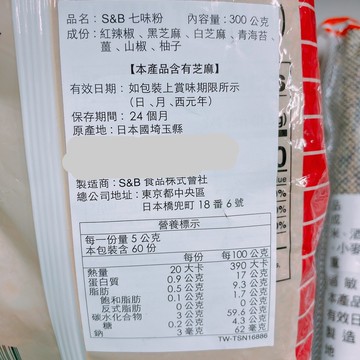 品名：S&B 七味粉　內容量：300 公克
成份：紅辣椒、黑芝麻、白芝麻、青海苔、
薑、山椒、柚子
【本產品含有芝麻】
有效日期：如包裝上賞味期限所示
（日、月、西元年）
保存期間：24 個月
原產地：日本國埼玉縣
製造商：S&B 食品株式會社
總公司地址：東京都中央區
日本橋兜町 18 番 6 號
營養標示
每一份量 5 公克
本包裝含 60 份
每份　每100 公克
熱量　20 大卡　390 大卡
蛋白質　0.9 公克　17 公克
脂肪　0.5 公克　9.1 公克
飽和脂肪　0.1 公克　1.7 公克
反式脂肪　0 公克　0 公克
碳水化合物　3 公克　59.6 公克
糖　0.2 公克　4.3 公克
鈉　3 毫克　62 毫克
TW-TSN16886